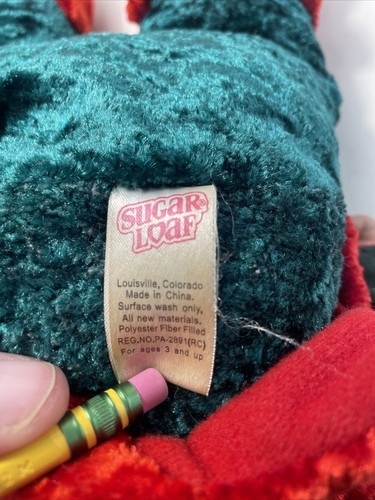 SUGAR
LOAF
Louisville, Colorado
Made in China.
Surface wash only,
All new materials.
Polyester Fiber Filled
REG.NO.PA-2891(RC)
For ages 3 and up